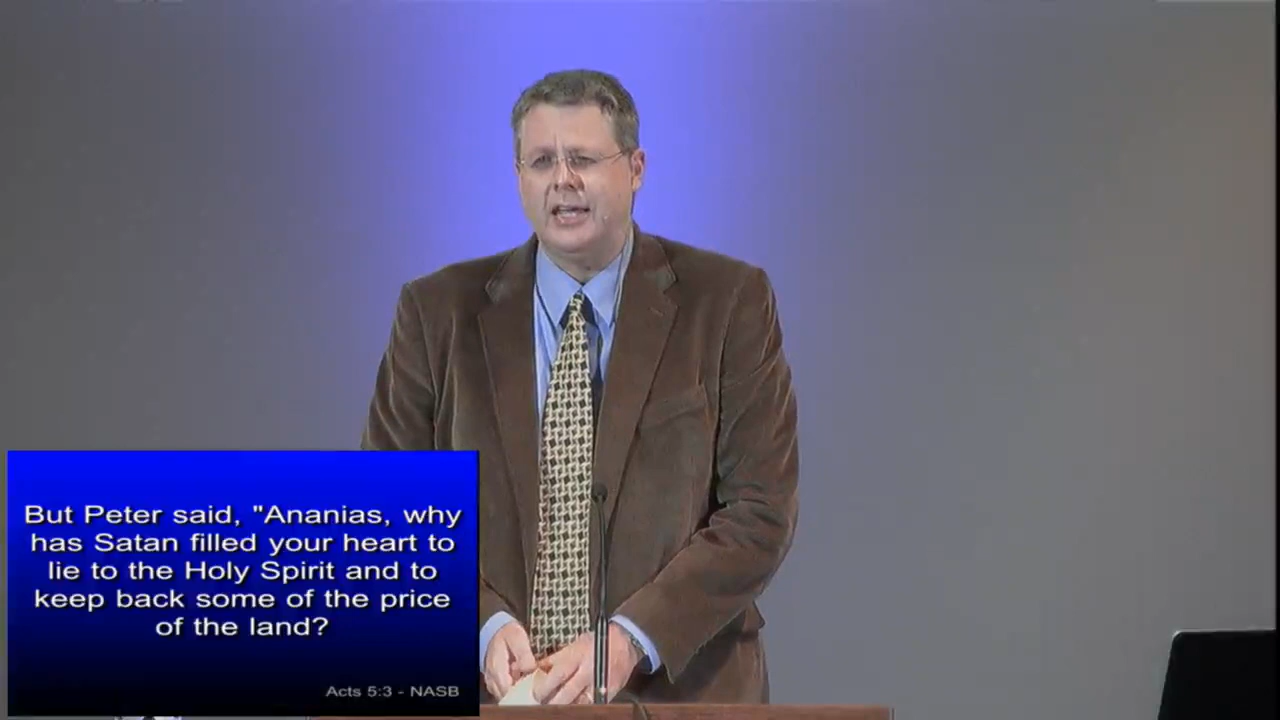 But Peter said, "Ananias, why
has Satan filled your heart to
lie to the Holy Spirit and to
keep back some of the price
of the land?
Acts 5:3 - NASB